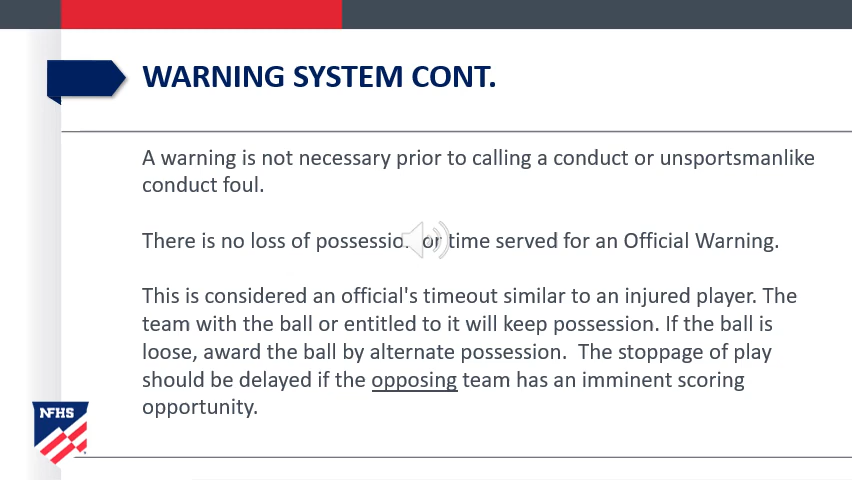 WARNING SYSTEM CONT.
A warning is not necessary prior to calling a conduct or unsportsmanlike
conduct foul.
There is no loss of possession or time served for an Official Warning.
This is considered an official's timeout similar to an injured player. The
team with the ball or entitled to it will keep possession. If the ball is
loose, award the ball by alternate possession.  The stoppage of play
should be delayed if the opposing team has an imminent scoring
opportunity.
NFHS